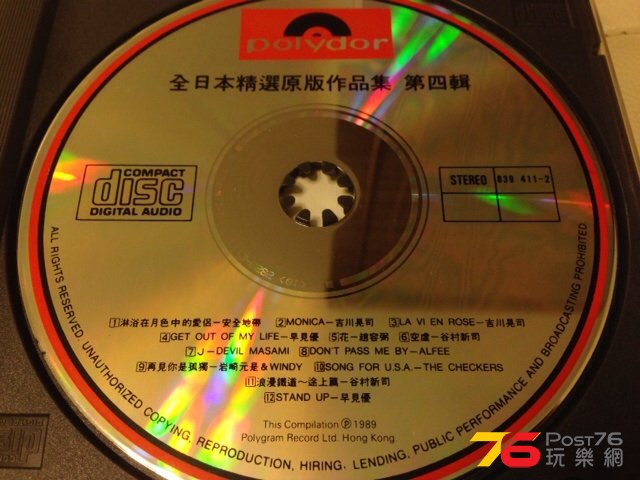 polydor
全日本精選原版作品集 第四輯
COMPACT
disc
DIGITAL AUDIO
STEREO 839 411-2
1淋浴在月色中的愛侶-安全地帶 2MONICA-吉川晃司 3LA VI EN ROSE-吉川晃司
4GET OUT OF MY LIFE-早見優 5花-趙容弼 6空虛-谷村新司
7J-DEVIL MASAMI 8DON'T PASS ME BY-ALFEE
9再見你是孤獨-岩崎元是&WINDY 10SONG FOR U.S.A.-THE CHECKERS
11浪漫鐵道~途上篇-谷村新司
12STAND UP-早見優
This Compilation Ⓟ 1989
Polygram Record Ltd. Hong Kong.
ALL RIGHTS RESERVED. UNAUTHORIZED COPYING, REPRODUCTION, HIRING, LENDING, PUBLIC PERFORMANCE AND BROADCASTING PROHIBITED.
76 Post76
玩樂網